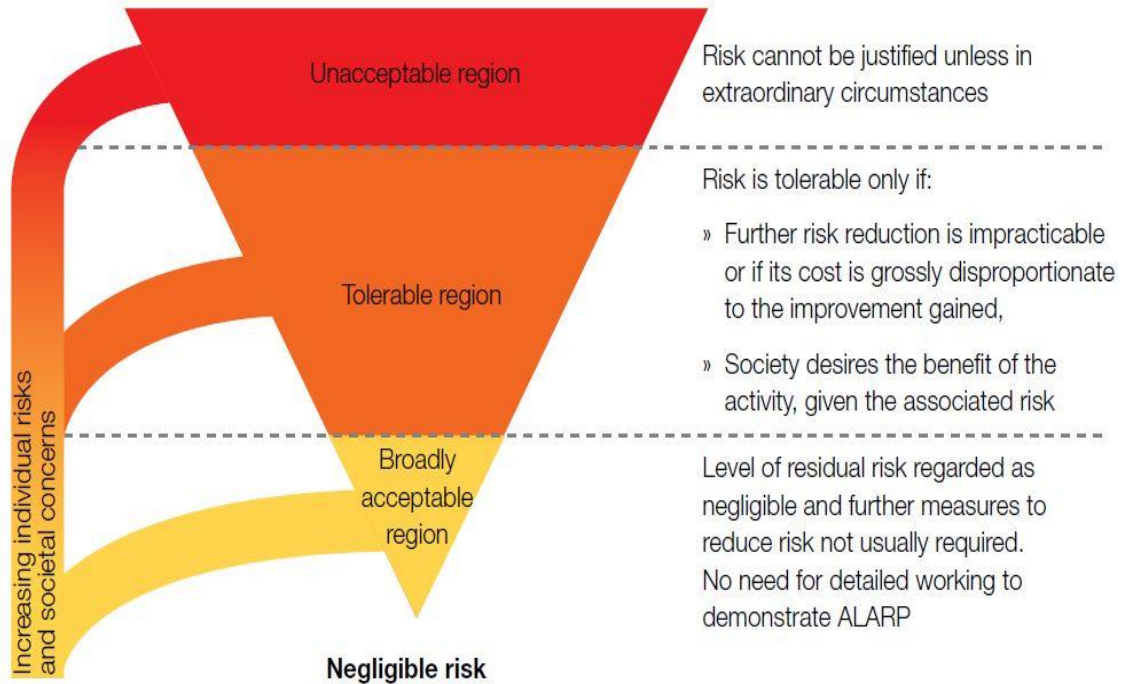 Unacceptable region
Risk cannot be justified unless in
extraordinary circumstances
Tolerable region
Risk is tolerable only if:
» Further risk reduction is impracticable
or if its cost is grossly disproportionate
to the improvement gained,
» Society desires the benefit of the
activity, given the associated risk
Broadly
acceptable
region
Level of residual risk regarded as
negligible and further measures to
reduce risk not usually required.
No need for detailed working to
demonstrate ALARP
Increasing individual risks
and societal concerns
Negligible risk